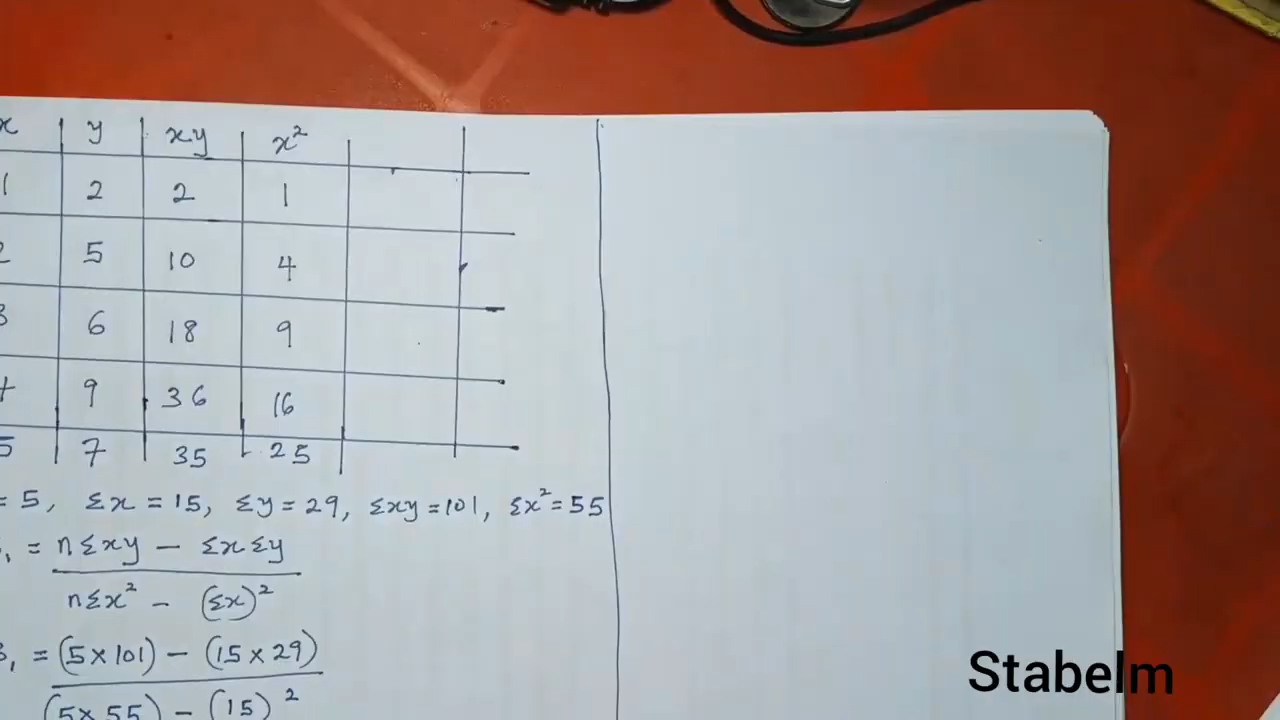 x y xy x²
1 2 2 1
2 5 10 4
3 6 18 9
9 36 16
5 7 35 25
= 5, Σx = 15, Σy = 29, Σxy = 101, Σx² = 55
₁ = nΣxy - ΣxΣy
nΣx² - (Σx)²
₁ = (5 × 101) - (15 × 29)
(5 × 55) - (15)²
Stabelm